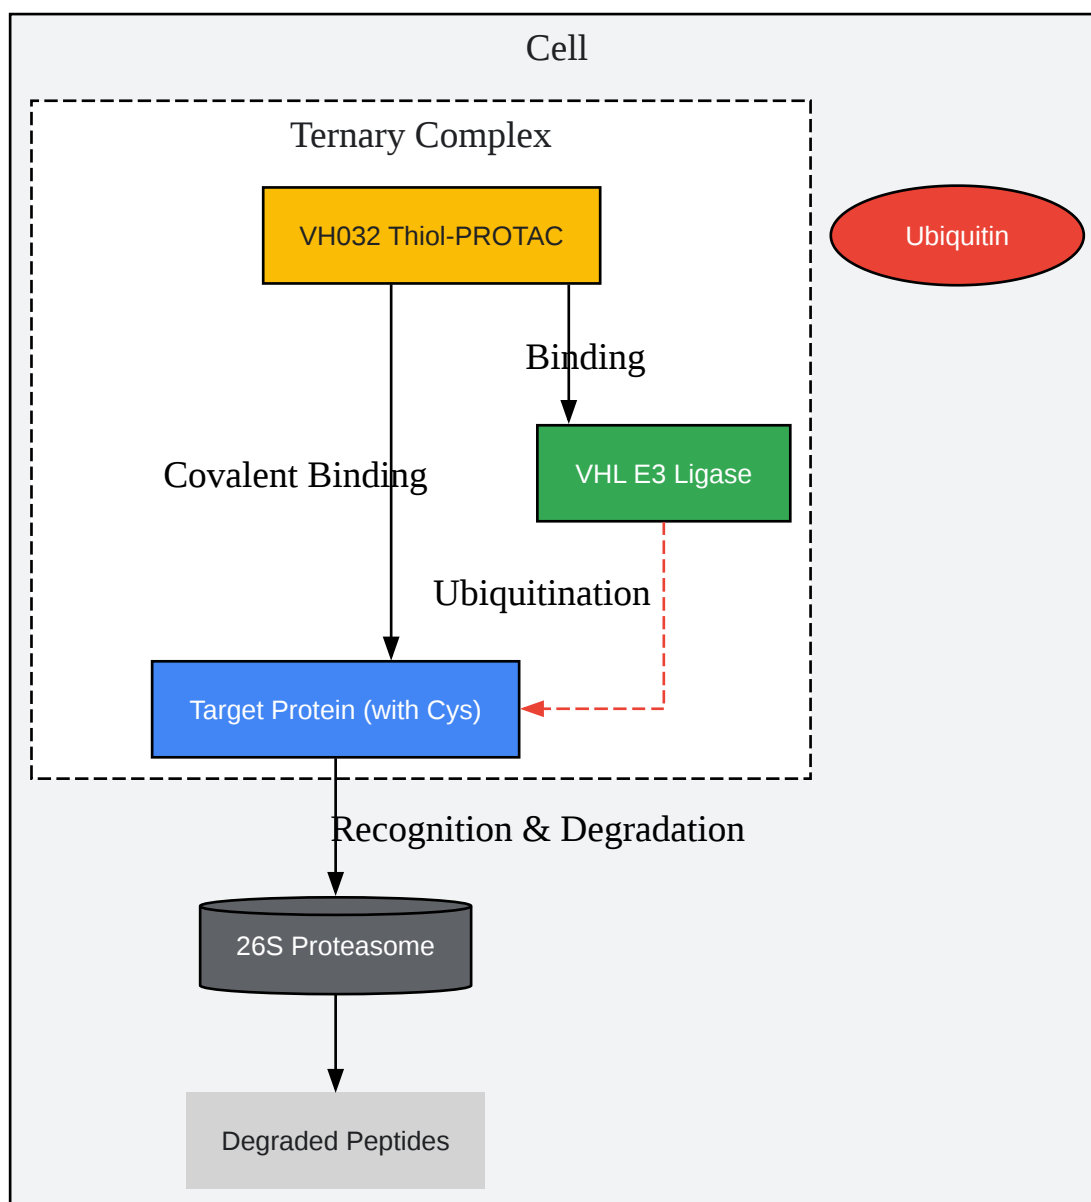 Cell
Ternary Complex
VH032 Thiol-PROTAC
Ubiquitin
Binding
Covalent Binding
VHL E3 Ligase
Ubiquitination
Target Protein (with Cys)
Recognition & Degradation
26S Proteasome
Degraded Peptides